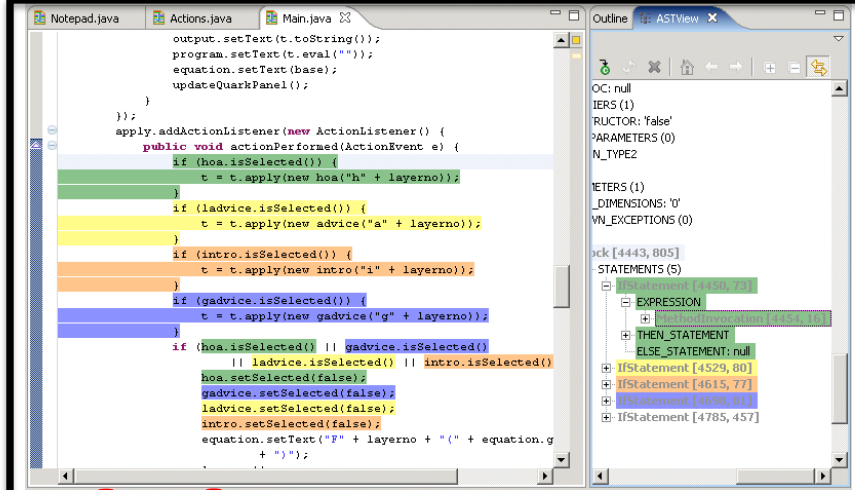 Notepad.java Actions.java Main.java
output.setText(t.toString());
program.setText(t.eval(""));
equation.setText(base);
updateQuarkPanel();
}
});
apply.addActionListener(new ActionListener() {
public void actionPerformed(ActionEvent e) {
if (hoa.isSelected()) {
t = t.apply(new hoa("h" + layerno));
}
if (ladvice.isSelected()) {
t = t.apply(new advice("a" + layerno));
}
if (intro.isSelected()) {
t = t.apply(new intro("i" + layerno));
}
if (gadvice.isSelected()) {
t = t.apply(new gadvice("g" + layerno));
}
if (hoa.isSelected() || gadvice.isSelected()
|| ladvice.isSelected() || intro.isSelected()
hoa.setSelected(false);
gadvice.setSelected(false);
ladvice.setSelected(false);
intro.setSelected(false);
equation.setText("F" + layerno + "(" + equation.g
+ ")");
Outline ASTView
OC: null
IERS (1)
RUCTOR: 'false'
PARAMETERS (0)
N_TYPE2
METERS (1)
_DIMENSIONS: '0'
WN_EXCEPTIONS (0)
ock [4443, 805]
STATEMENTS (5)
IfStatement [4450, 73]
EXPRESSION
MethodInvocation [4454, 16]
THEN_STATEMENT
ELSE_STATEMENT: null
IfStatement [4529, 80]
IfStatement [4615, 77]
IfStatement [4698, 81]
IfStatement [4785, 457]